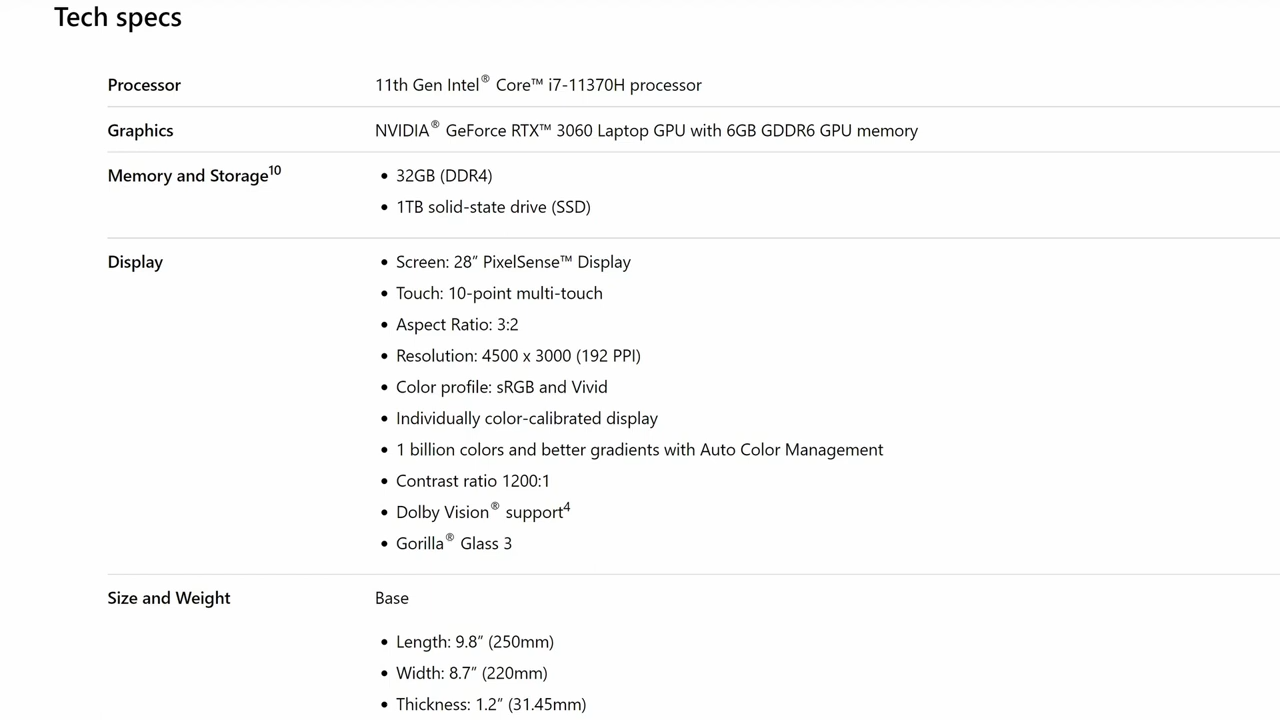 Tech specs
Processor 11th Gen Intel® Core™ i7-11370H processor
Graphics NVIDIA® GeForce RTX™ 3060 Laptop GPU with 6GB GDDR6 GPU memory
Memory and Storage10 • 32GB (DDR4)
• 1TB solid-state drive (SSD)
Display • Screen: 28” PixelSense™ Display
• Touch: 10-point multi-touch
• Aspect Ratio: 3:2
• Resolution: 4500 x 3000 (192 PPI)
• Color profile: sRGB and Vivid
• Individually color-calibrated display
• 1 billion colors and better gradients with Auto Color Management
• Contrast ratio 1200:1
• Dolby Vision® support4
• Gorilla® Glass 3
Size and Weight Base
• Length: 9.8” (250mm)
• Width: 8.7” (220mm)
• Thickness: 1.2” (31.45mm)